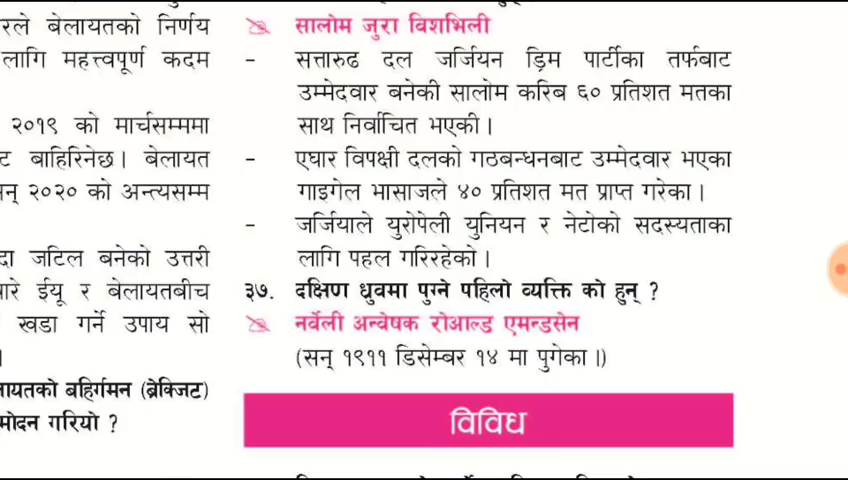 रले बेलायतको निर्णय
लागि महत्त्वपूर्ण कदम
२०१९ को मार्चसम्ममा
ट बाहिरिनेछ। बेलायत
सन् २०२० को अन्त्यसम्म
दा जटिल बनेको उत्तरी
बारे ईयू र बेलायतबीच
खडा गर्ने उपाय सो
।
लायतको बहिर्गमन (ब्रेक्जिट)
मोदन गरियो ?
सालोम जुरा विशभिली
- सत्तारुढ दल जर्जियन ड्रिम पार्टीका तर्फबाट
उम्मेदवार बनेकी सालोम करिब ६० प्रतिशत मतका
साथ निर्वाचित भएकी।
- एघार विपक्षी दलको गठबन्धनबाट उम्मेदवार भएका
गाइगेल भासाजले ४० प्रतिशत मत प्राप्त गरेका।
- जर्जियाले युरोपेली युनियन र नेटोको सदस्यताका
लागि पहल गरिरहेको।
३७. दक्षिण ध्रुवमा पुग्ने पहिलो व्यक्ति को हुन् ?
नर्वेली अन्वेषक रोआल्ड एमन्डसेन
(सन् १९११ डिसेम्बर १४ मा पुगेका।)
विविध